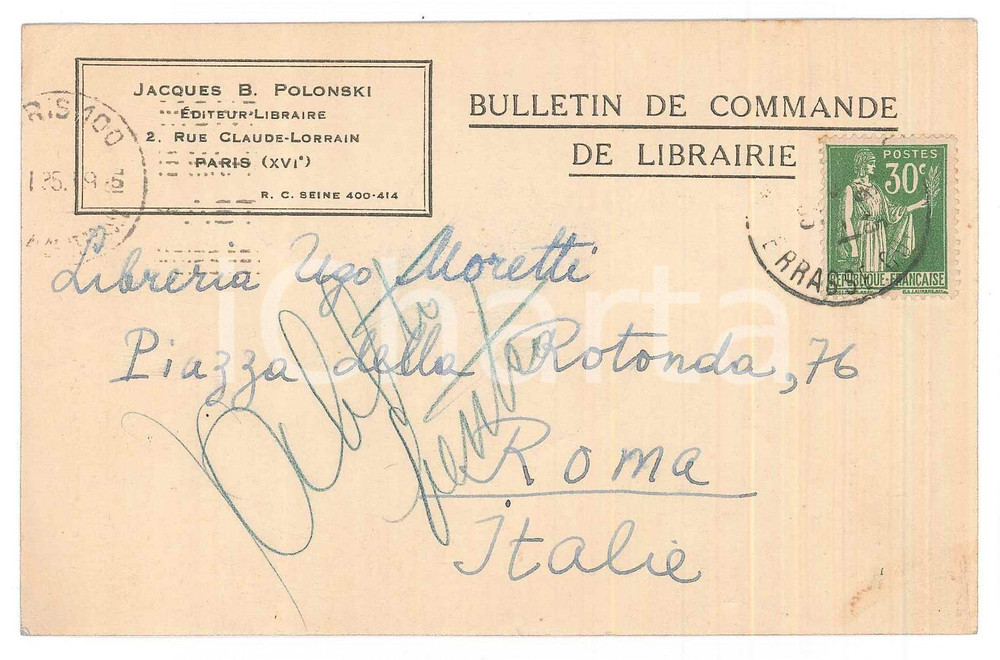 JACQUES B. POLONSKI
ÉDITEUR-LIBRAIRE
2. RUE CLAUDE-LORRAIN
PARIS (XVIe)
R. C. SEINE 400-414
BULLETIN DE COMMANDE
DE LIBRAIRIE
POSTES
30c
REPUBLIQUE-FRANÇAISE
Libreria Ugo Moretti
Piazza della Rotonda, 76
Roma
Italie